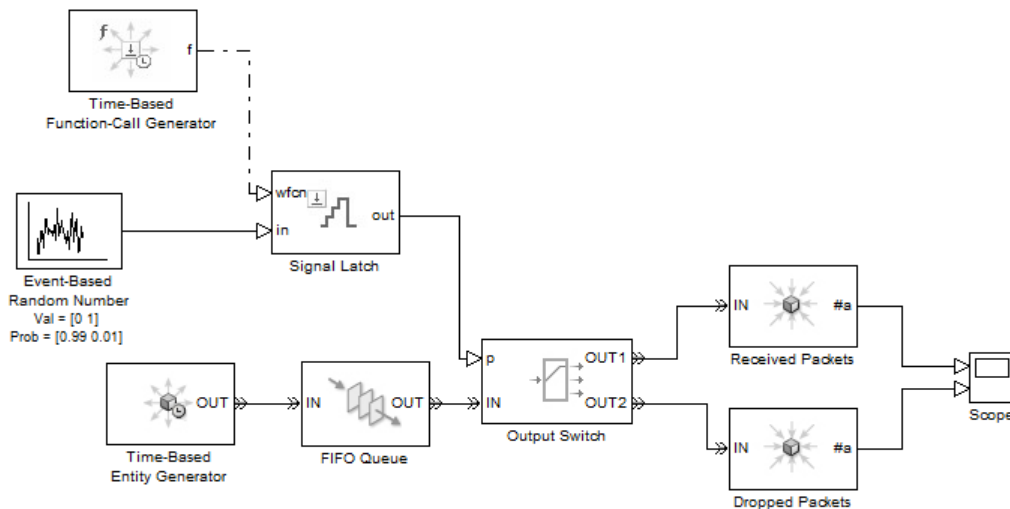 f
f
Time-Based
Function-Call Generator
wfcn
in
out
Signal Latch
Event-Based
Random Number
Val = [0 1]
Prob = [0.99 0.01]
OUT
Time-Based
Entity Generator
IN
OUT
FIFO Queue
p
IN
OUT1
OUT2
Output Switch
IN
#a
Received Packets
IN
#a
Dropped Packets
Scope